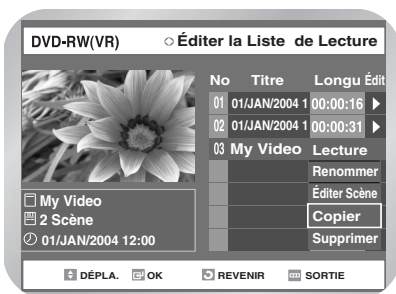 DVD-RW(VR) Éditer la Liste de Lecture
No Titre Longu Édit
01 01/JAN/2004 1 00:00:16
02 01/JAN/2004 1 00:00:31
03 My Video Lecture
Renommer
Éditer Scène
Copier
Supprimer
My Video
2 Scène
01/JAN/2004 12:00
DÉPLA. OK REVENIR SORTIE